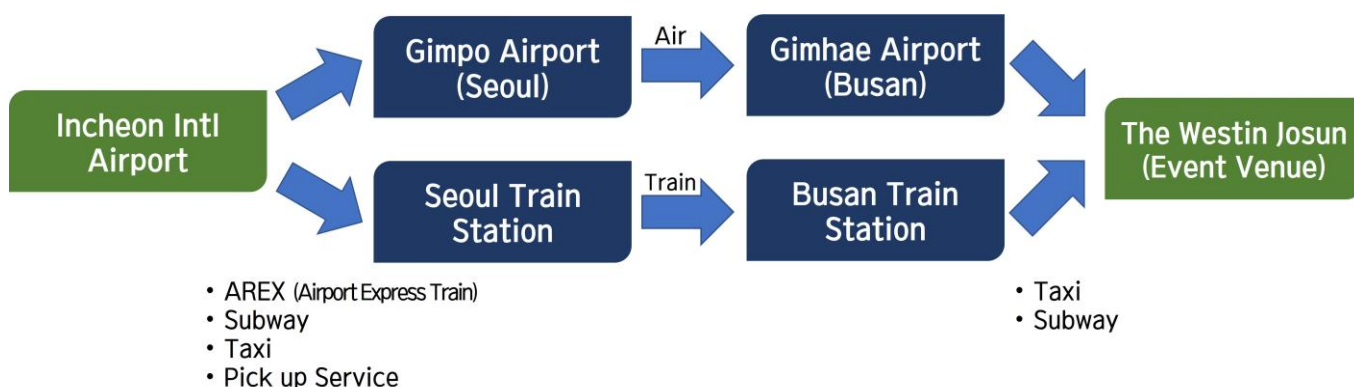 Incheon Intl
Airport
Gimpo Airport
(Seoul)
Air
Gimhae Airport
(Busan)
Seoul Train
Station
Train
Busan Train
Station
The Westin Josun
(Event Venue)
• AREX (Airport Express Train)
• Subway
• Taxi
• Pick up Service
• Taxi
• Subway